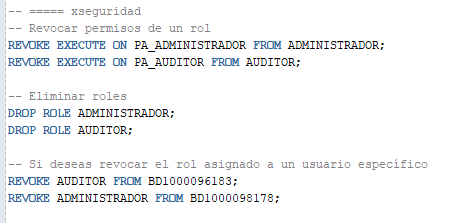 -- ===== xseguridad
-- Revocar permisos de un rol
REVOKE EXECUTE ON PA_ADMINISTRADOR FROM ADMINISTRADOR;
REVOKE EXECUTE ON PA_AUDITOR FROM AUDITOR;
-- Eliminar roles
DROP ROLE ADMINISTRADOR;
DROP ROLE AUDITOR;
-- Si deseas revocar el rol asignado a un usuario específico
REVOKE AUDITOR FROM BD1000096183;
REVOKE ADMINISTRADOR FROM BD1000098178;